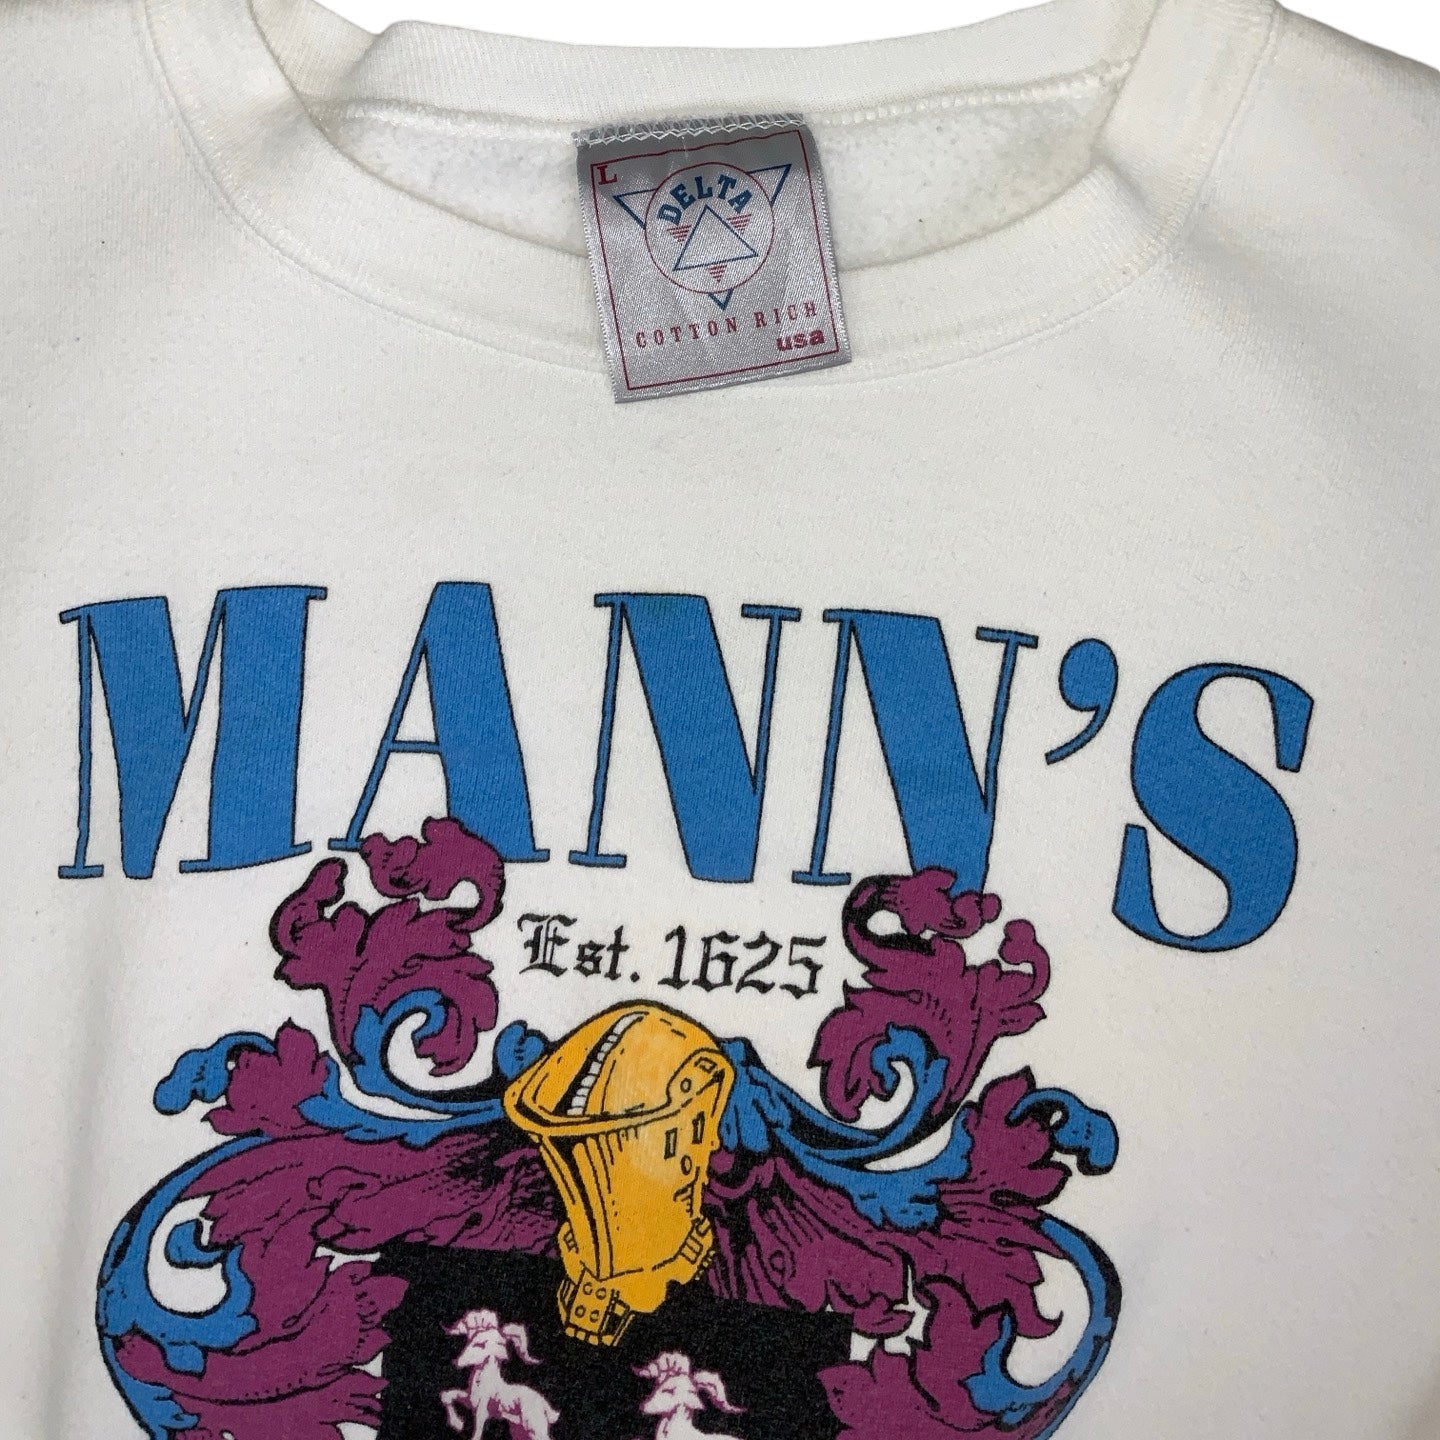 L
DELTA
COTTON RICH
usa
MANN'S
Est. 1625